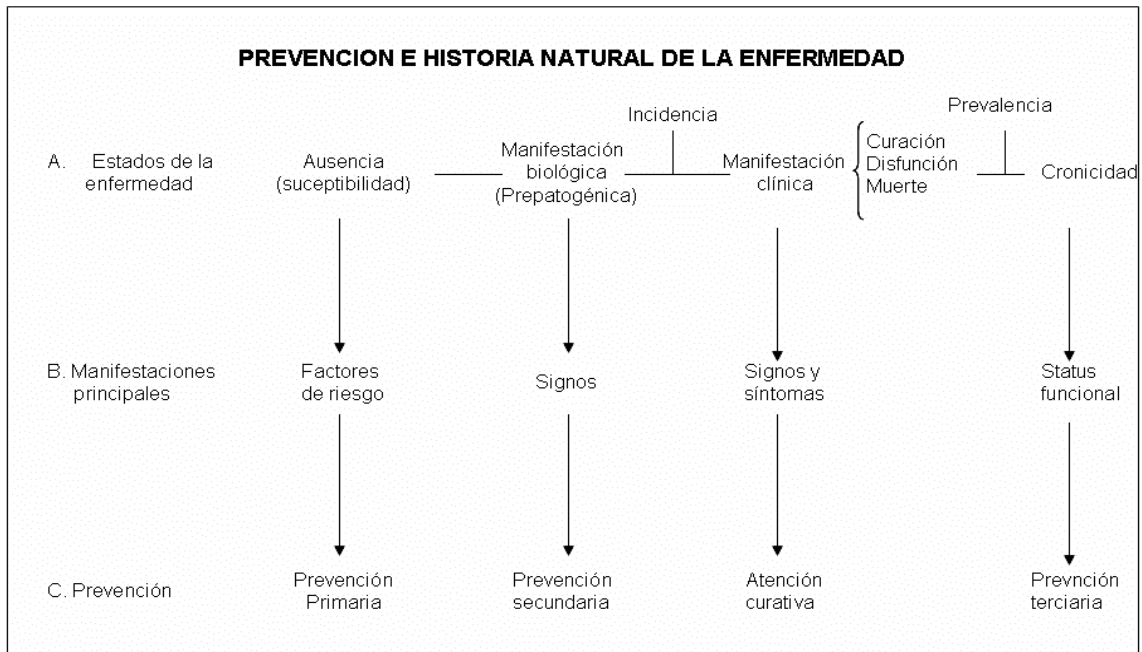 PREVENCION E HISTORIA NATURAL DE LA ENFERMEDAD
Incidencia
Prevalencia
A. Estados de la
enfermedad
Ausencia
(suceptibilidad)
Manifestación
biológica
(Prepatogénica)
Manifestación
clínica
Curación
Disfunción
Muerte
Cronicidad
B. Manifestaciones
principales
Factores
de riesgo
Signos
Signos y
síntomas
Status
funcional
C. Prevención
Prevención
Primaria
Prevención
secundaria
Atención
curativa
Prevnción
terciaria